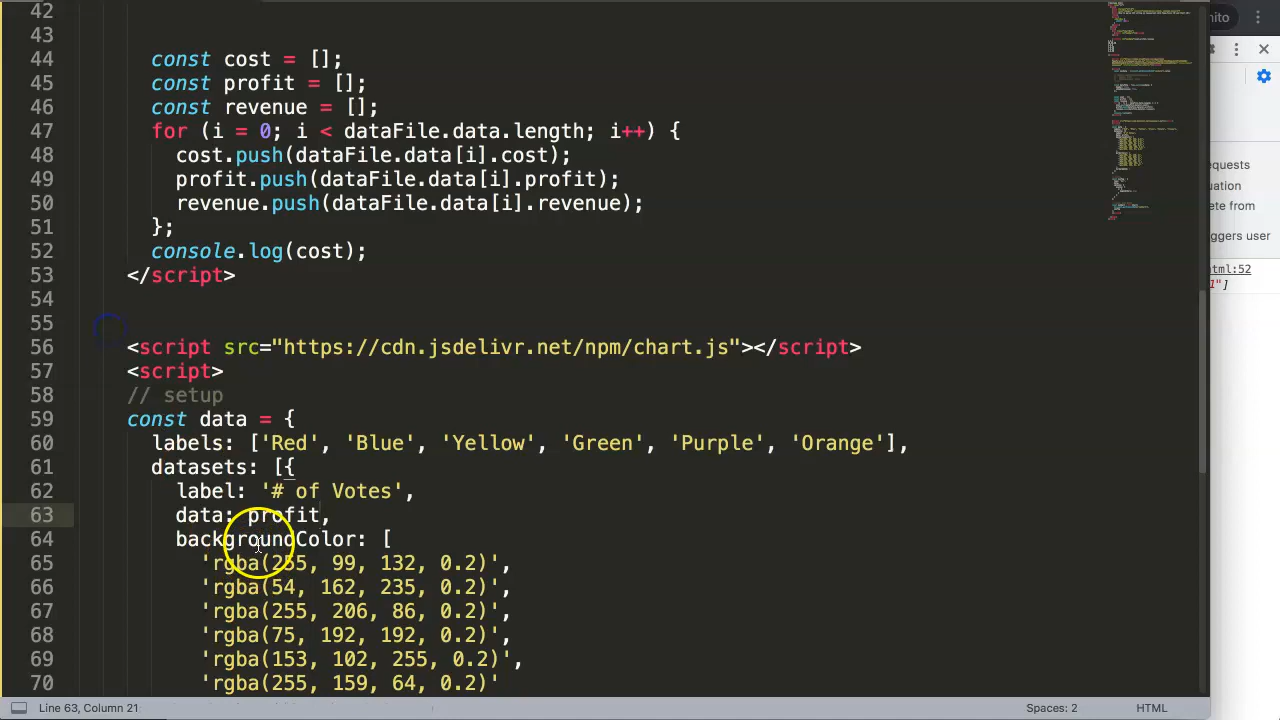 42
43
44 const cost = [];
45 const profit = [];
46 const revenue = [];
47 for (i = 0; i < dataFile.data.length; i++) {
48 cost.push(dataFile.data[i].cost);
49 profit.push(dataFile.data[i].profit);
50 revenue.push(dataFile.data[i].revenue);
51 };
52 console.log(cost);
53 </script>
54
55
56 <script src="https://cdn.jsdelivr.net/npm/chart.js"></script>
57 <script>
58 // setup
59 const data = {
60 labels: ['Red', 'Blue', 'Yellow', 'Green', 'Purple', 'Orange'],
61 datasets: [{
62 label: '# of Votes',
63 data: profit,
64 backgroundColor: [
65 'rgba(255, 99, 132, 0.2)',
66 'rgba(54, 162, 235, 0.2)',
67 'rgba(255, 206, 86, 0.2)',
68 'rgba(75, 192, 192, 0.2)',
69 'rgba(153, 102, 255, 0.2)',
70 'rgba(255, 159, 64, 0.2)'
Line 63, Column 21
Spaces: 2
HTML
ito
equests
uation
ete from
ggers user
tml:52
1"]